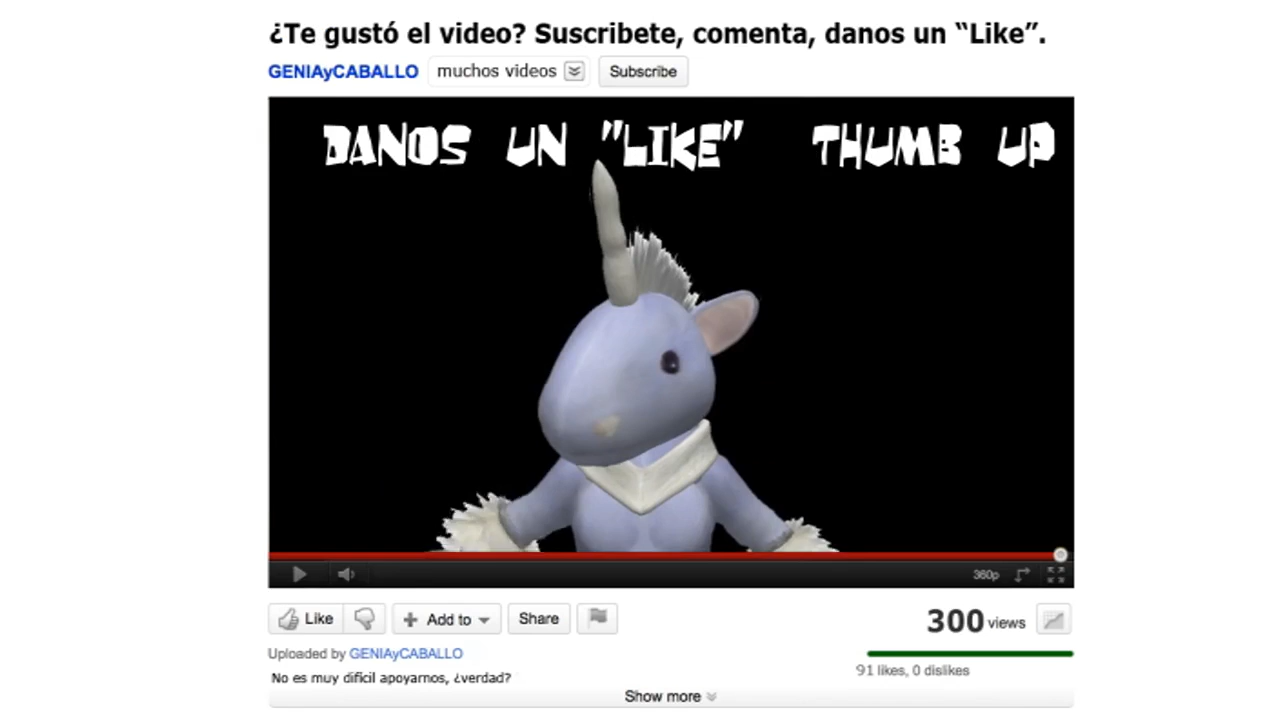 ¿Te gustó el video? Suscribete, comenta, danos un “Like”.
GENIAyCABALLO muchos videos Subscribe
DANOS UN "LIKE" THUMB UP
360p
Like Add to Share 300 views
Uploaded by GENIAyCABALLO
91 likes, 0 dislikes
No es muy difícil apoyarnos, ¿verdad?
Show more